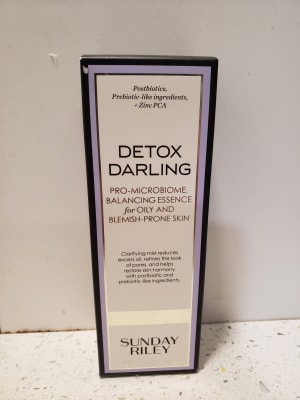 Postbiotics,
Prebiotic-like ingredients,
+ Zinc PCA
DETOX
DARLING
PRO-MICROBIOME,
BALANCING ESSENCE
for OILY AND
BLEMISH-PRONE SKIN
Clarifying mist reduces
excess oil, refines the look
of pores, and helps
restore skin harmony
with postbiotic and
prebiotic-like ingredients.
SUNDAY
RILEY